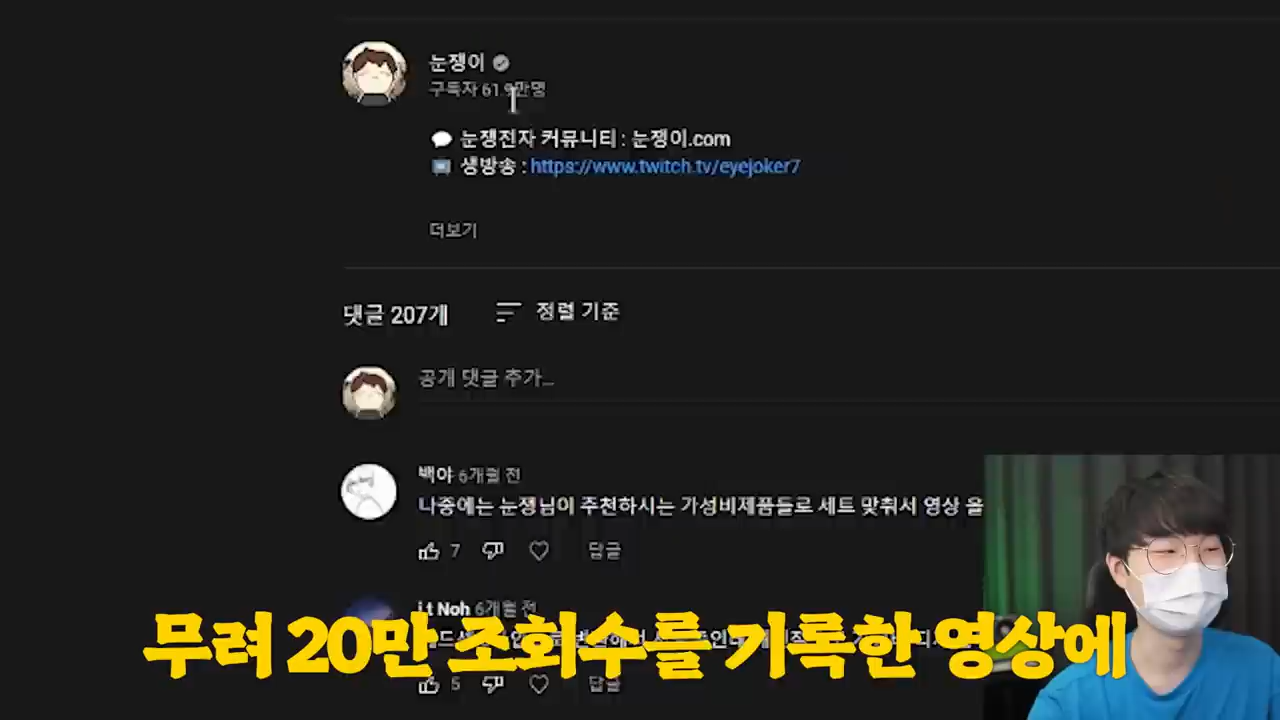 눈쟁이
구독자 61.9만명
눈쟁전자 커뮤니티 : 눈쟁이.com
생방송 : https://www.twitch.tv/eyejoker7
더보기
댓글 207개
정렬 기준
공개 댓글 추가...
백야 6개월 전
나중에는 눈쟁님이 추천하시는 가성비제품들로 세트 맞춰서 영상 올
7
답글
i.t Noh 6개월 전
무려 20만 조회수를 기록한 영상에
5
답글